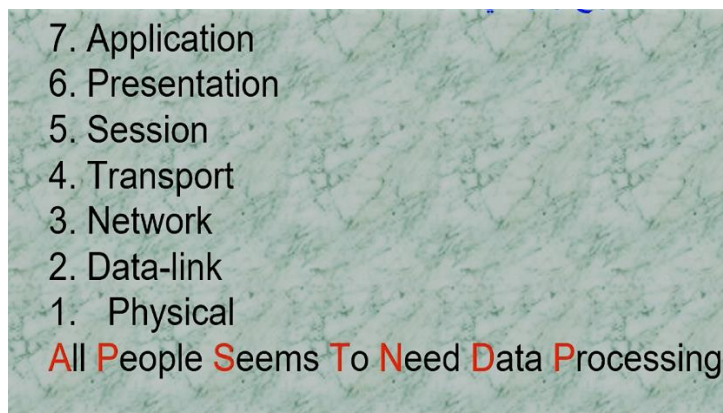 7. Application
6. Presentation
5. Session
4. Transport
3. Network
2. Data-link
1. Physical
All People Seems To Need Data Processing